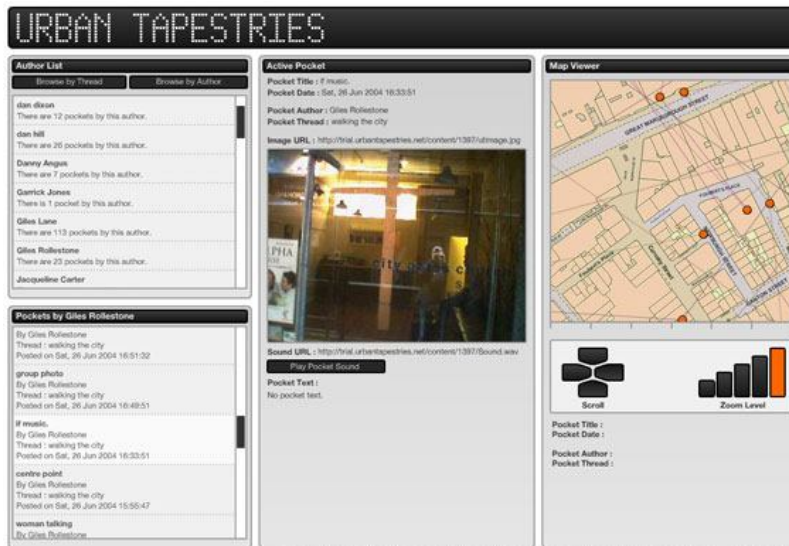 URBAN TAPESTRIES
Author List
Browse by Thread Browse by Author
dan dixon
There are 12 pockets by this author.
dan hill
There are 26 pockets by this author.
Danny Angus
There are 7 pockets by this author.
Garrick Jones
There is 1 pocket by this author.
Giles Lane
There are 113 pockets by this author.
Giles Rollestone
There are 23 pockets by this author.
Jacqueline Carter
Pockets by Giles Rollestone
By Giles Rollestone
Thread : walking the city
Posted on Sat, 26 Jun 2004 16:51:32
group photo
By Giles Rollestone
Thread : walking the city
Posted on Sat, 26 Jun 2004 16:49:51
if music.
By Giles Rollestone
Thread : walking the city
Posted on Sat, 26 Jun 2004 16:33:51
centre point
By Giles Rollestone
Thread : walking the city
Posted on Sat, 26 Jun 2004 15:55:47
woman talking
By Giles Rollestone
Active Pocket
Pocket Title : if music.
Pocket Date : Sat, 26 Jun 2004 16:33:51
Pocket Author : Giles Rollestone
Pocket Thread : walking the city
Image URL : http://trial.urbantapestries.net/content/1397/utimage.jpg
PHA
Sound URL : http://trial.urbantapestries.net/content/1397/Sound.wav
Play Pocket Sound
Pocket Text :
No pocket text.
Map Viewer
GREAT MARLBOROUGH STREET
FOUBERT'S PLACE
Foubert's Place
Carnaby Street
GANTON STREET
Scroll
Zoom Level
Pocket Title :
Pocket Date :
Pocket Author :
Pocket Thread :